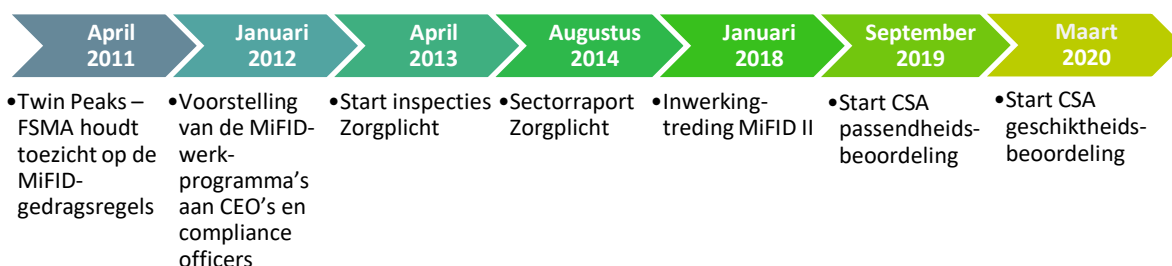 April
2011
Januari
2012
April
2013
Augustus
2014
Januari
2018
September
2019
Maart
2020
•Twin Peaks –
FSMA houdt
toezicht op de
MiFID-
gedragsregels
•Voorstelling
van de MiFID-
werk-
programma's
aan CEO's en
compliance
officers
•Start inspecties
Zorgplicht
•Sectorraport
Zorgplicht
•Inwerking-
treding MiFID II
•Start CSA
passendheids-
beoordeling
•Start CSA
geschiktheids-
beoordeling